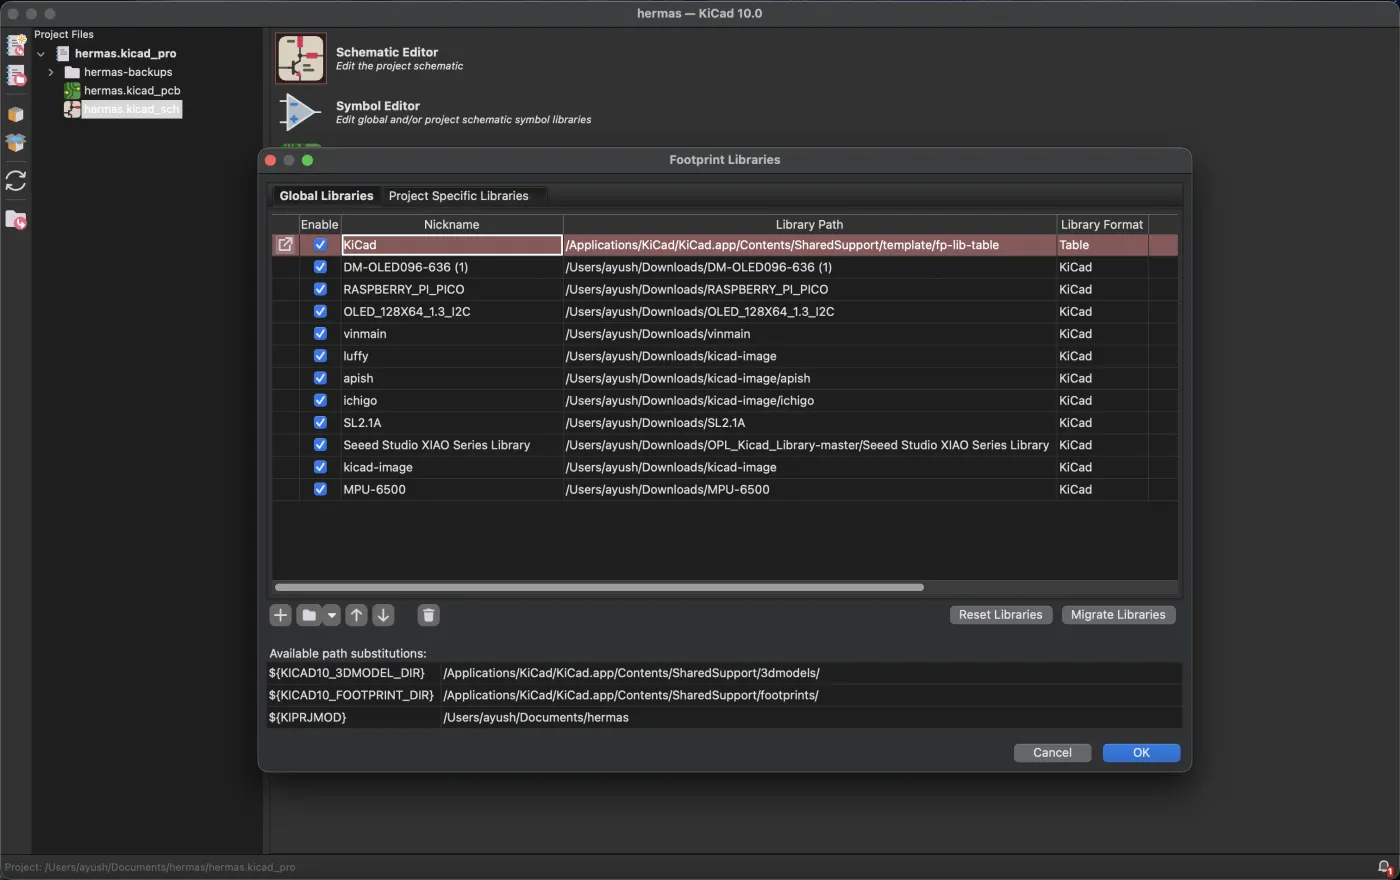 hermas — KiCad 10.0
Project Files
hermas.kicad_pro
hermas-backups
hermas.kicad_pcb
hermas.kicad_sch
Schematic Editor
Edit the project schematic
Symbol Editor
Edit global and/or project schematic symbol libraries
Footprint Libraries
Global Libraries Project Specific Libraries
Enable Nickname Library Path Library Format
KiCad /Applications/KiCad/KiCad.app/Contents/SharedSupport/template/fp-lib-table Table
DM-OLED096-636 (1) /Users/ayush/Downloads/DM-OLED096-636 (1) KiCad
RASPBERRY_PI_PICO /Users/ayush/Downloads/RASPBERRY_PI_PICO KiCad
OLED_128X64_1.3_I2C /Users/ayush/Downloads/OLED_128X64_1.3_I2C KiCad
vinmain /Users/ayush/Downloads/vinmain KiCad
luffy /Users/ayush/Downloads/kicad-image KiCad
apish /Users/ayush/Downloads/kicad-image/apish KiCad
ichigo /Users/ayush/Downloads/kicad-image/ichigo KiCad
SL2.1A /Users/ayush/Downloads/SL2.1A KiCad
Seeed Studio XIAO Series Library /Users/ayush/Downloads/OPL_Kicad_Library-master/Seeed Studio XIAO Series Library KiCad
kicad-image /Users/ayush/Downloads/kicad-image KiCad
MPU-6500 /Users/ayush/Downloads/MPU-6500 KiCad
Reset Libraries Migrate Libraries
Available path substitutions:
${KICAD10_3DMODEL_DIR} /Applications/KiCad/KiCad.app/Contents/SharedSupport/3dmodels/
${KICAD10_FOOTPRINT_DIR} /Applications/KiCad/KiCad.app/Contents/SharedSupport/footprints/
${KIPRJMOD} /Users/ayush/Documents/hermas
Cancel OK
Project: /Users/ayush/Documents/hermas/hermas.kicad_pro
1